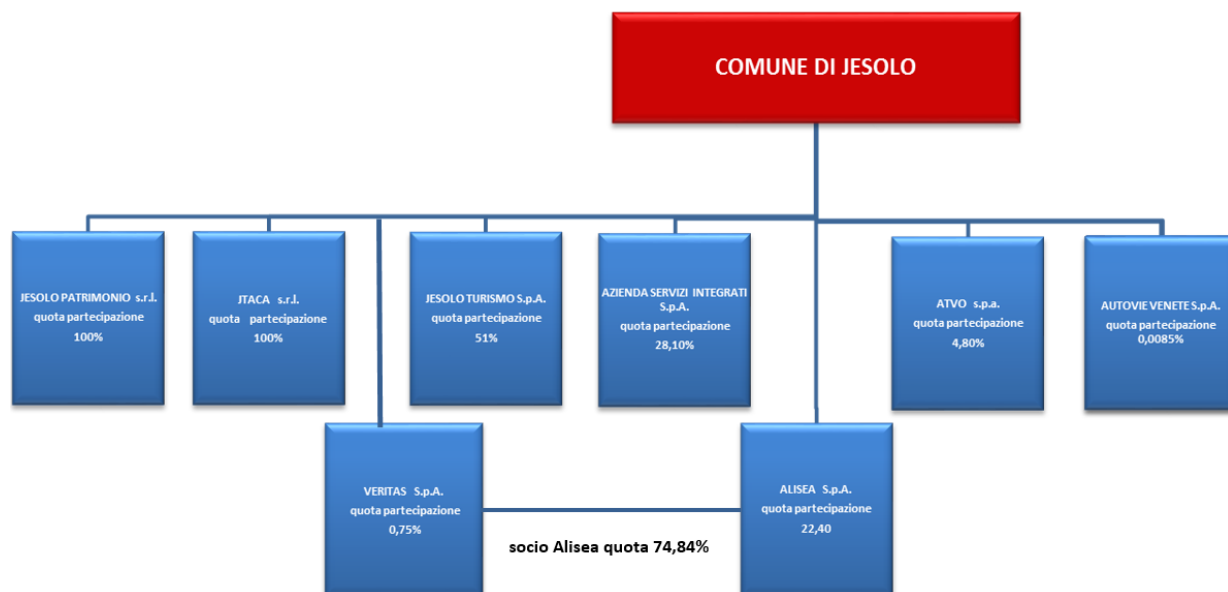 COMUNE DI JESOLO
JESOLO PATRIMONIO s.r.l.
quota partecipazione
100%
JTACA s.r.l.
quota partecipazione
100%
JESOLO TURISMO S.p.A.
quota partecipazione
51%
AZIENDA SERVIZI INTEGRATI
S.p.A.
quota partecipazione
28,10%
ATVO s.p.a.
quota partecipazione
4,80%
AUTOVIE VENETE S.p.A.
quota partecipazione
0,0085%
VERITAS S.p.A.
quota partecipazione
0,75%
ALISEA S.p.A.
quota partecipazione
22,40
socio Alisea quota 74,84%